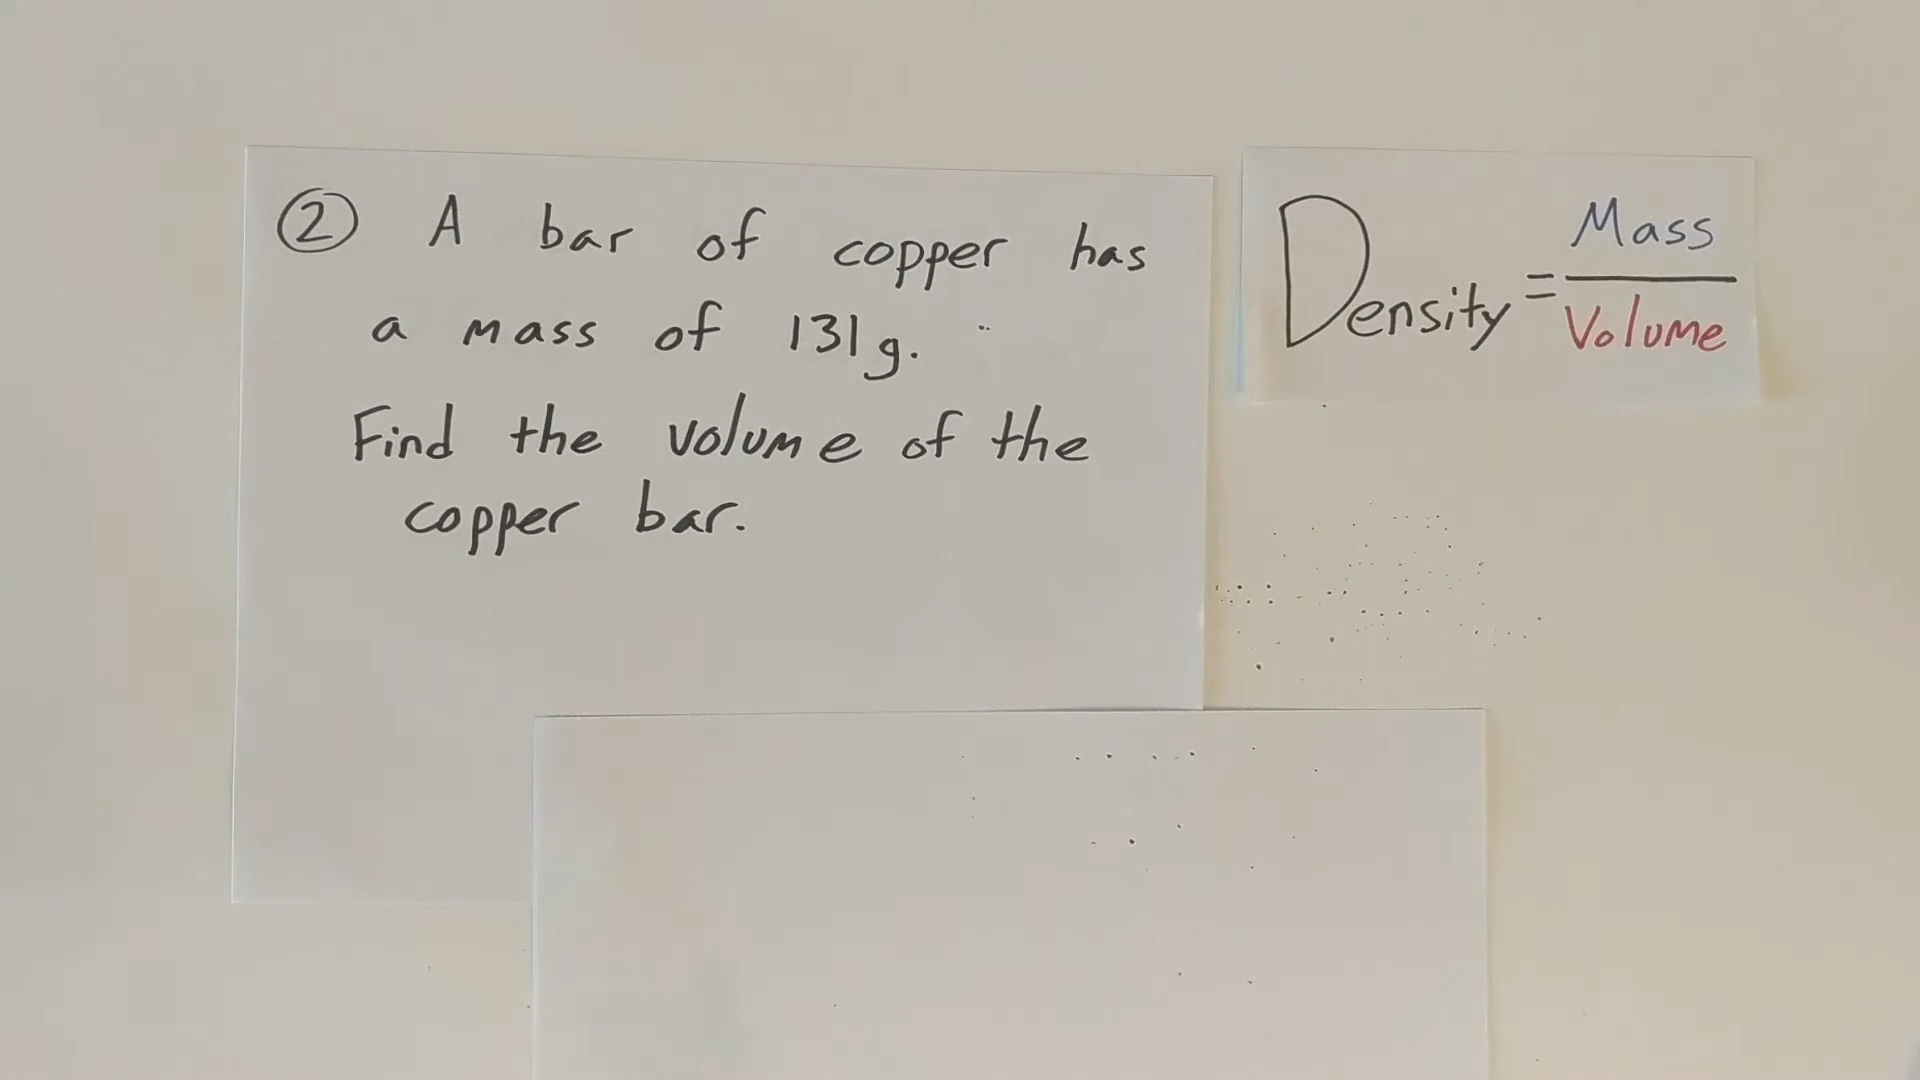 ② A bar of copper has
a mass of 131g.
Find the volume of the
copper bar.
Density = Mass
Volume